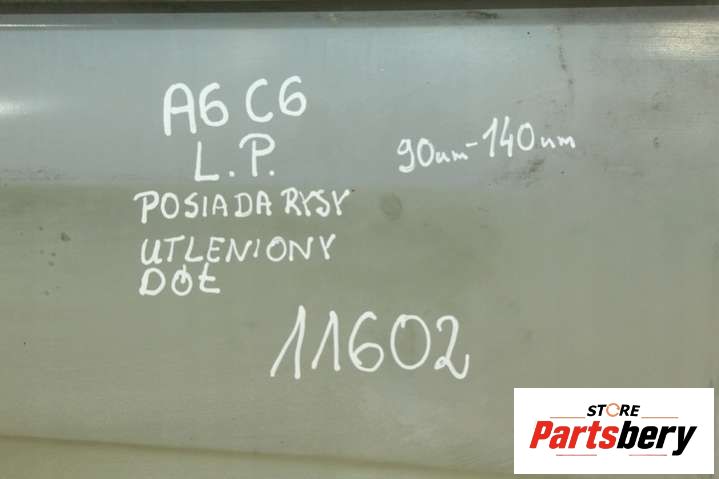 A6 C6
L.P.
90um-140um
POSIADA RYSY
UTLENIONY
DÓŁ
11602
STORE
Partsbery